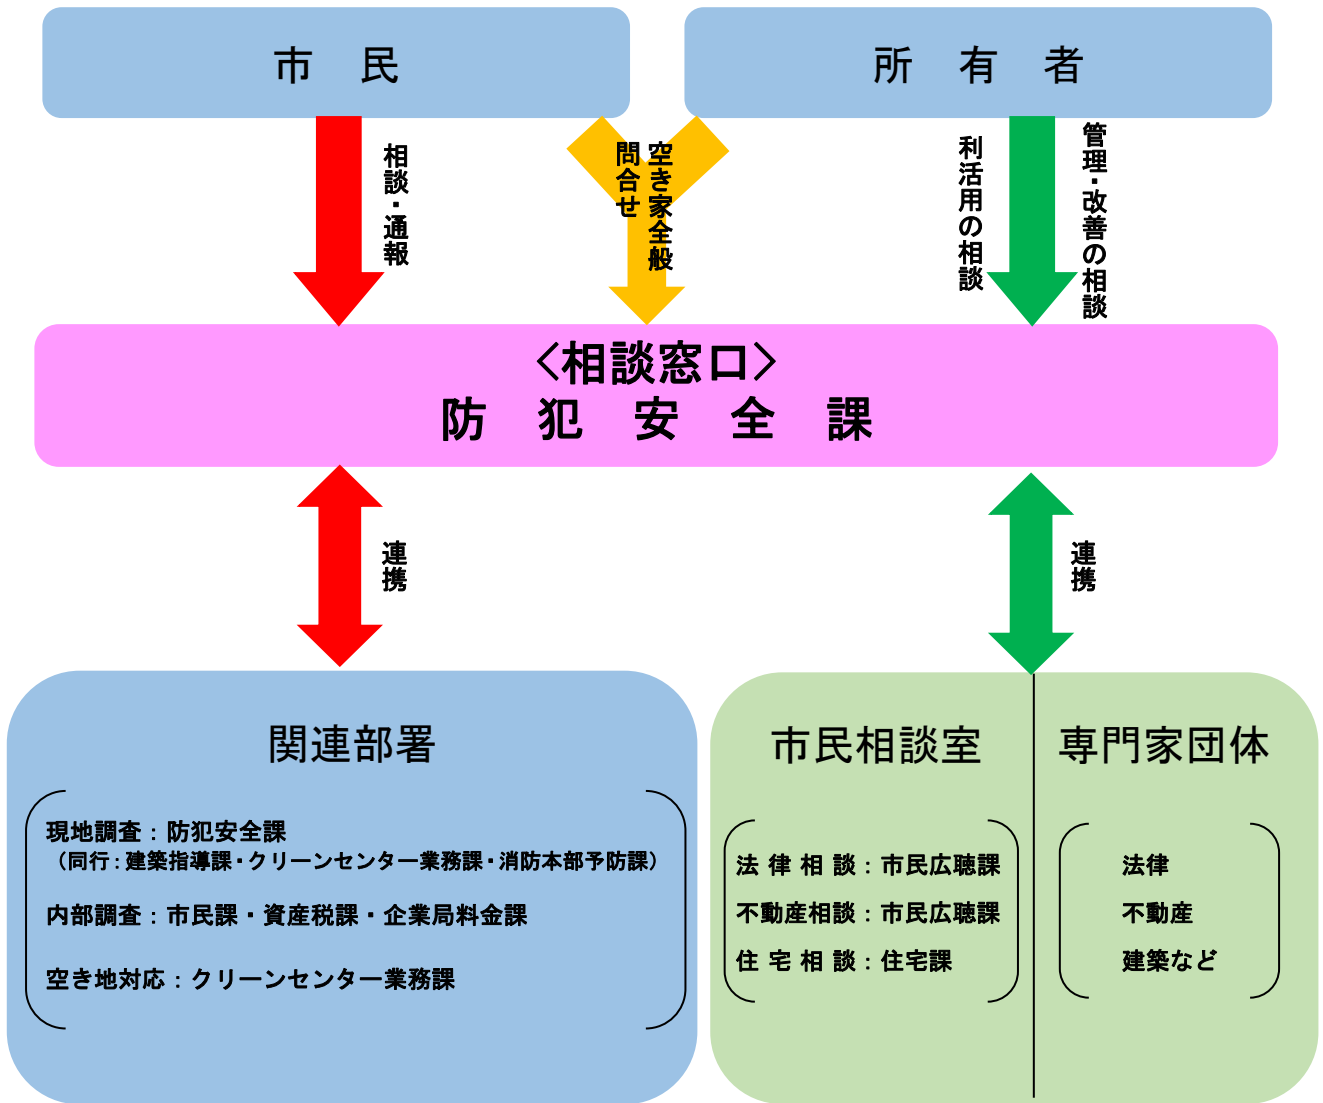 市　民
所　有　者
相談・通報
問合せ
空き家全般
利活用の相談
管理・改善の相談
<相談窓口>
防　犯　安　全　課
連携
連携
関連部署
現地調査：防犯安全課
（同行：建築指導課・クリーンセンター業務課・消防本部予防課）
内部調査：市民課・資産税課・企業局料金課
空き地対応：クリーンセンター業務課
市民相談室
法 律 相 談：市民広聴課
不動産相談：市民広聴課
住 宅 相 談：住宅課
専門家団体
法律
不動産
建築など